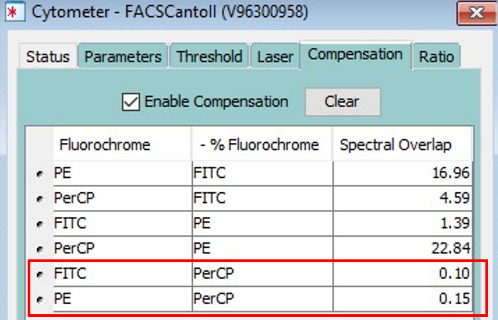 Cytometer - FACSCantoII (V96300958)
Status Parameters Threshold Laser Compensation Ratio
Enable Compensation Clear
Fluorochrome - % Fluorochrome Spectral Overlap
PE FITC 16.96
PerCP FITC 4.59
FITC PE 1.39
PerCP PE 22.84
FITC PerCP 0.10
PE PerCP 0.15